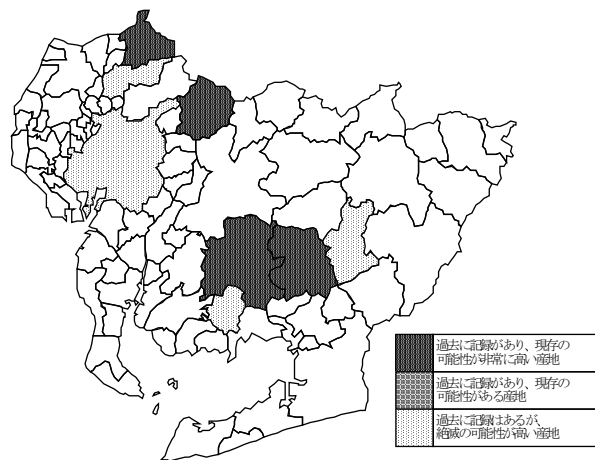 過去に記録があり、現存の
可能性が非常に高い産地
過去に記録があり、現存の
可能性がある産地
過去に記録はあるが、
絶滅の可能性が高い産地